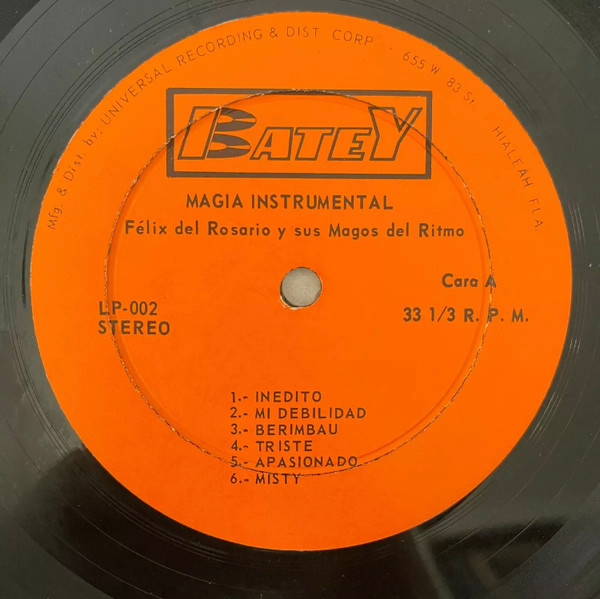 Mfg. & Dist. by: UNIVERSAL RECORDING & DIST CORP - 655 W 83 St. HIALEAH FLA.
BATEY
MAGIA INSTRUMENTAL
Félix del Rosario y sus Magos del Ritmo
Cara A
LP-002
33 1/3 R. P. M.
STEREO
1.- INEDITO
2.- MI DEBILIDAD
3.- BERIMBAU
4.- TRISTE
5.- APASIONADO
6.- MISTY